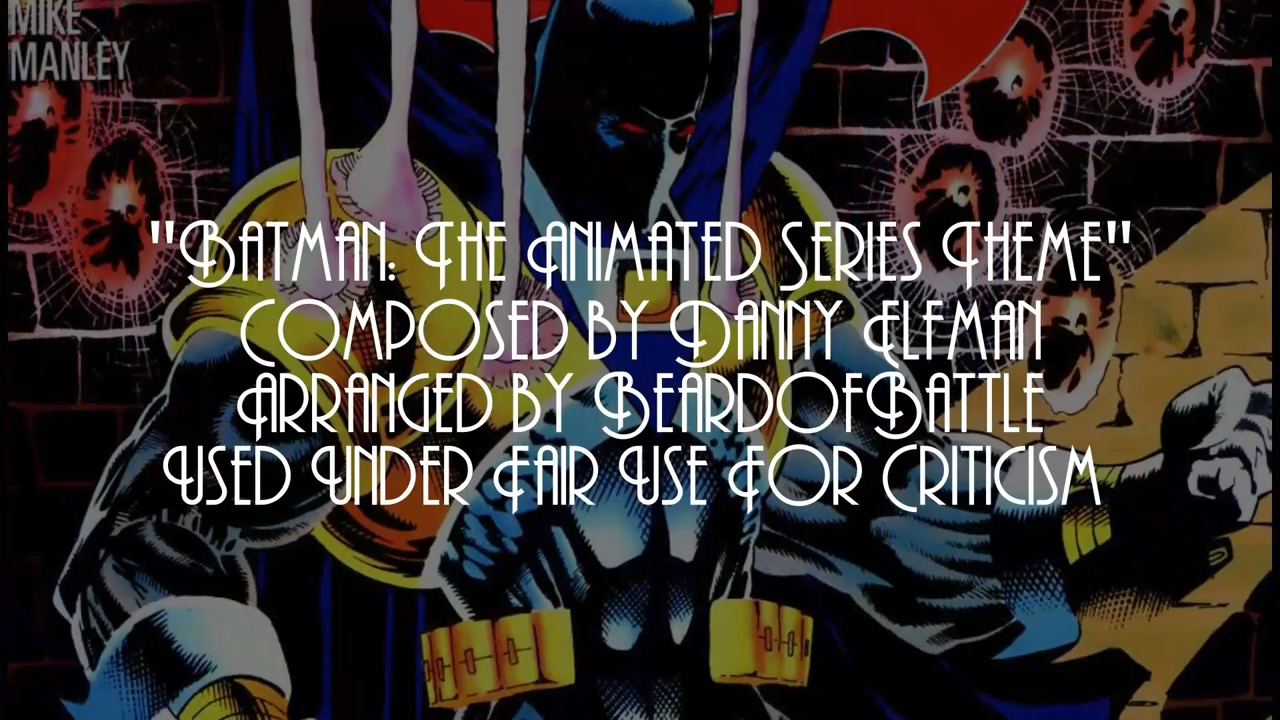 MIKE
MANLEY
"Batman: The Animated Series Theme"
Composed by Danny Elfman
Arranged by BeardofBattle
Used Under Fair Use For Criticism